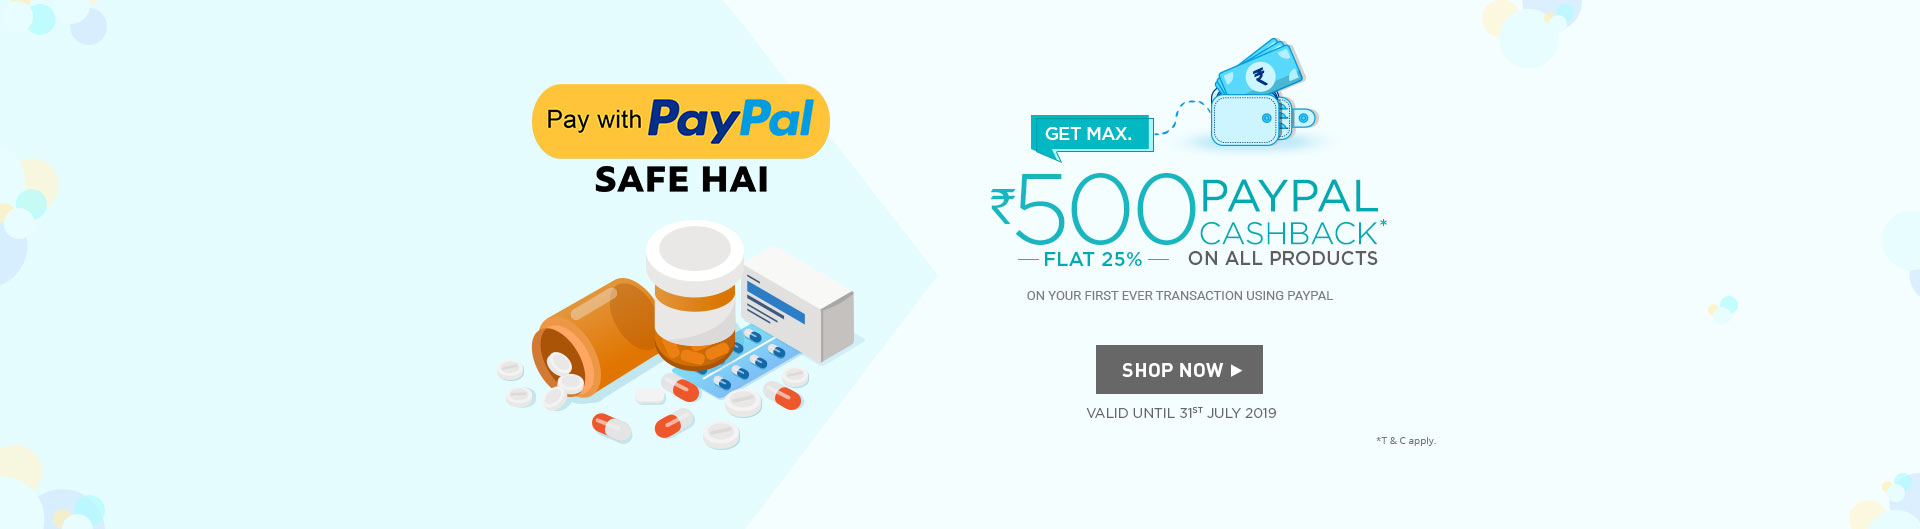 Pay with PayPal
SAFE HAI
GET MAX.
₹500 PAYPAL
CASHBACK*
FLAT 25% ON ALL PRODUCTS
ON YOUR FIRST EVER TRANSACTION USING PAYPAL
SHOP NOW
VALID UNTIL 31ST JULY 2019
*T & C apply.